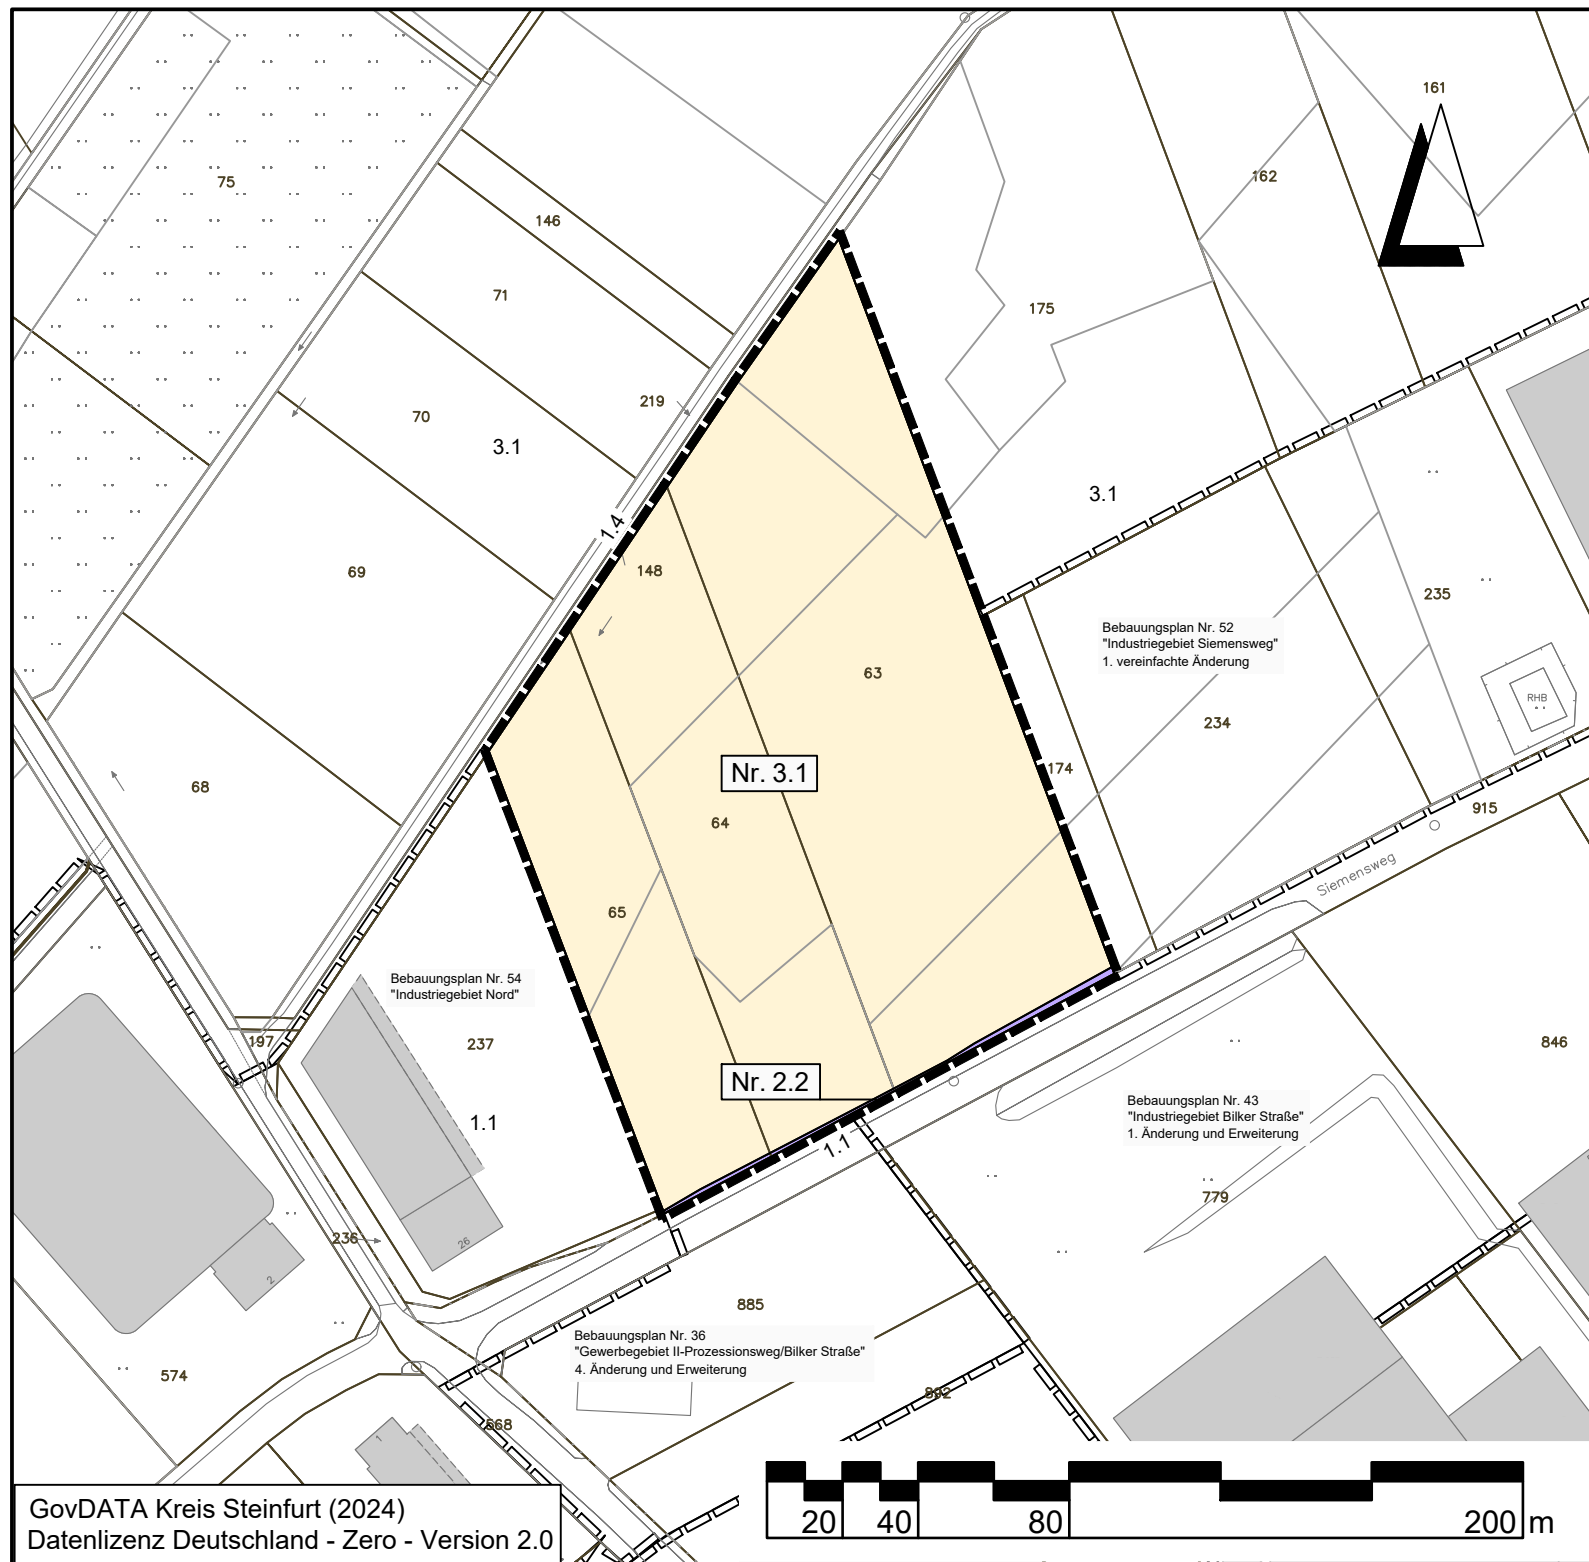 161
75
162
146
71
175
219
70
3.1
3.1
1.4
69
148
235
Bebauungsplan Nr. 52
"Industriegebiet Siemensweg"
1. vereinfachte Änderung
63
RHB
234
Nr. 3.1
174
68
915
64
Siemensweg
65
Bebauungsplan Nr. 54
"Industriegebiet Nord"
197
237
846
Nr. 2.2
Bebauungsplan Nr. 43
"Industriegebiet Bilker Straße"
1. Änderung und Erweiterung
1.1
1.1
779
236
26
2
885
Bebauungsplan Nr. 36
"Gewerbegebiet II-Prozessionsweg/Bilker Straße"
4. Änderung und Erweiterung
574
892
668
1
GovDATA Kreis Steinfurt (2024)
Datenlizenz Deutschland - Zero - Version 2.0
20 40 80 200 m